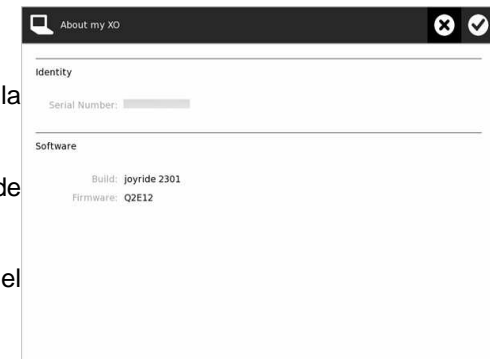 About my XO
Identity
la
Serial Number:
Software
de
Build: joyride 2301
Firmware: Q2E12
el